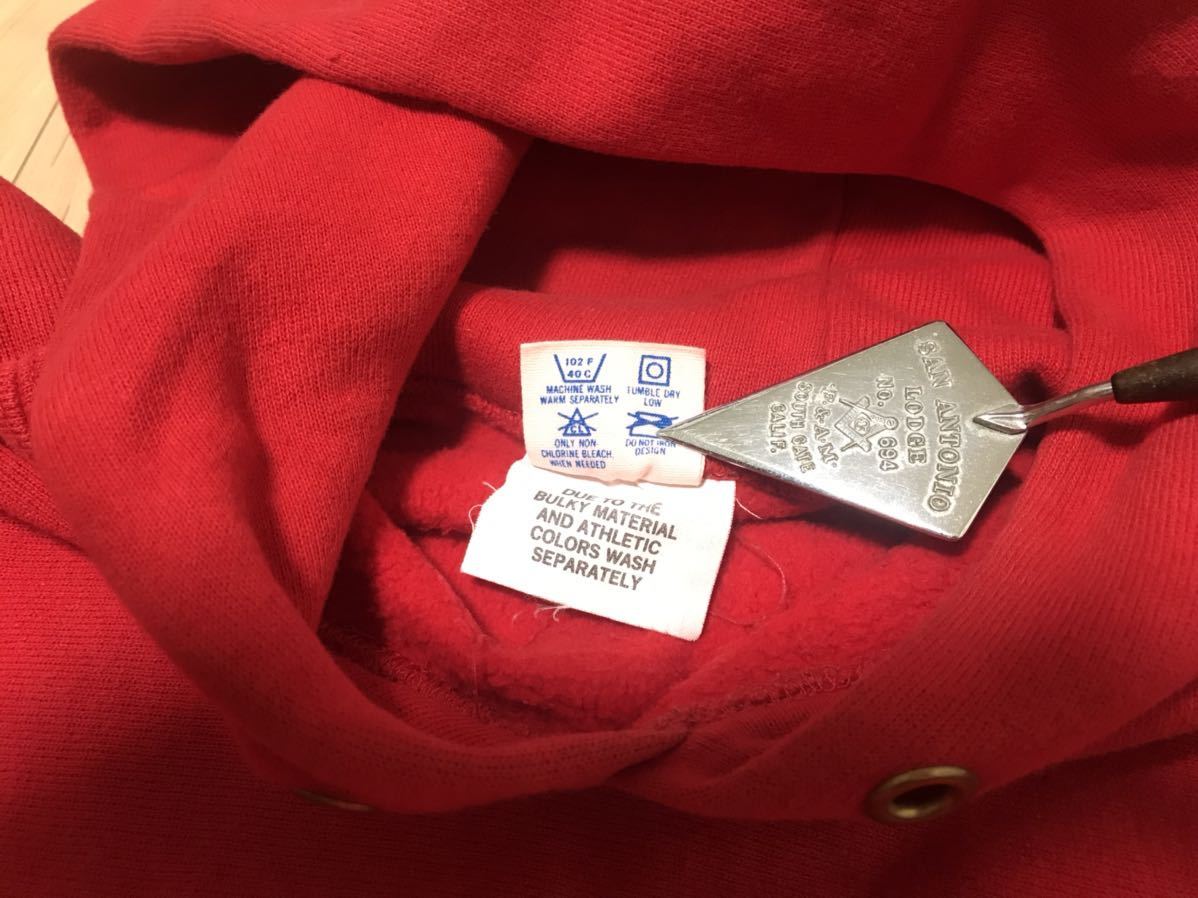 102 F
40 C
MACHINE WASH
WARM SEPARATELY
TUMBLE DRY
LOW
CL
ONLY NON-
CHLORINE BLEACH
WHEN NEEDED
DO NOT IRON
DESIGN
DUE TO THE
BULKY MATERIAL
AND ATHLETIC
COLORS WASH
SEPARATELY
SAN ANTONIO
LODGE
NO. 694
F & A.M.
SOUTH GATE
CALIF.